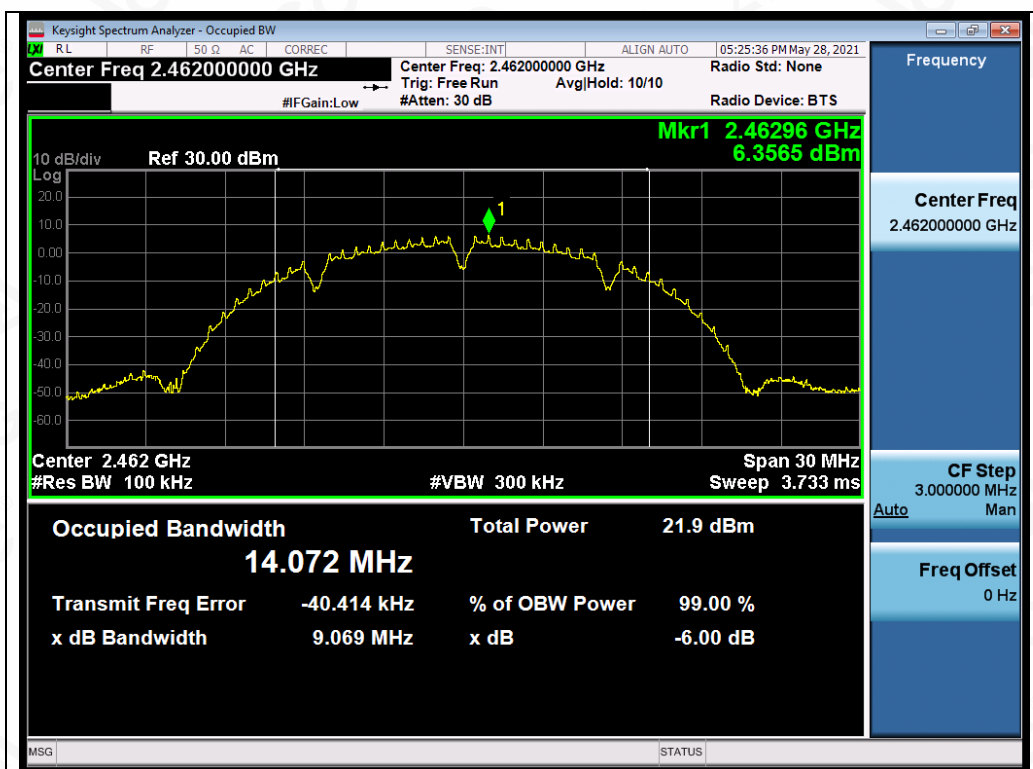 Keysight Spectrum Analyzer - Occupied BW
LXI RL RF 50 Ω AC CORREC SENSE:INT ALIGN AUTO 05:25:36 PM May 28, 2021
Center Freq 2.462000000 GHz Center Freq: 2.462000000 GHz Radio Std: None
Trig: Free Run Avg|Hold: 10/10
#IFGain:Low #Atten: 30 dB Radio Device: BTS
Mkr1 2.46296 GHz
6.3565 dBm
10 dB/div Ref 30.00 dBm
Log
20.0
10.0
0.00
-10.0
-20.0
-30.0
-40.0
-50.0
-60.0
1
Center 2.462 GHz Span 30 MHz
#Res BW 100 kHz #VBW 300 kHz Sweep 3.733 ms
Occupied Bandwidth Total Power 21.9 dBm
14.072 MHz
Transmit Freq Error -40.414 kHz % of OBW Power 99.00 %
x dB Bandwidth 9.069 MHz x dB -6.00 dB
Frequency
Center Freq
2.462000000 GHz
CF Step
3.000000 MHz
Auto Man
Freq Offset
0 Hz
MSG STATUS